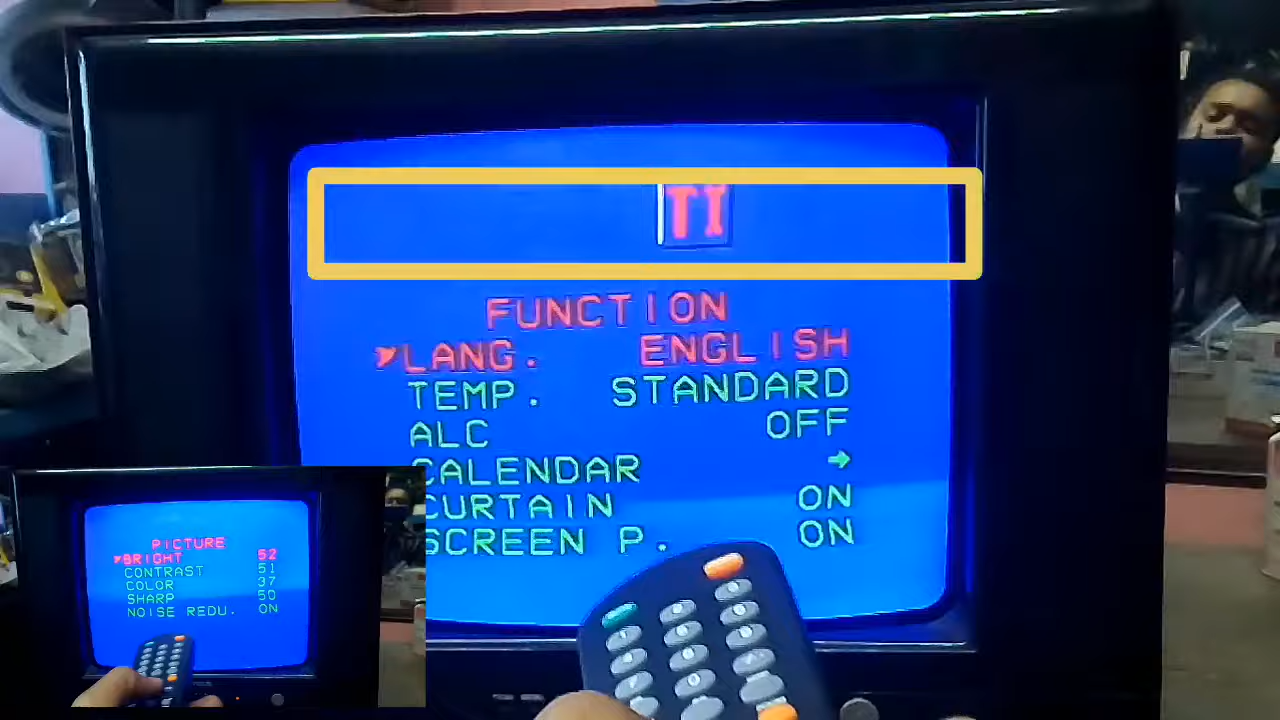 TI
FUNCTION
LANG. ENGLISH
TEMP. STANDARD
ALC OFF
CALENDAR →
CURTAIN ON
SCREEN P. ON
PICTURE
BRIGHT 52
CONTRAST 51
COLOR 37
SHARP 50
NOISE REDU. ON